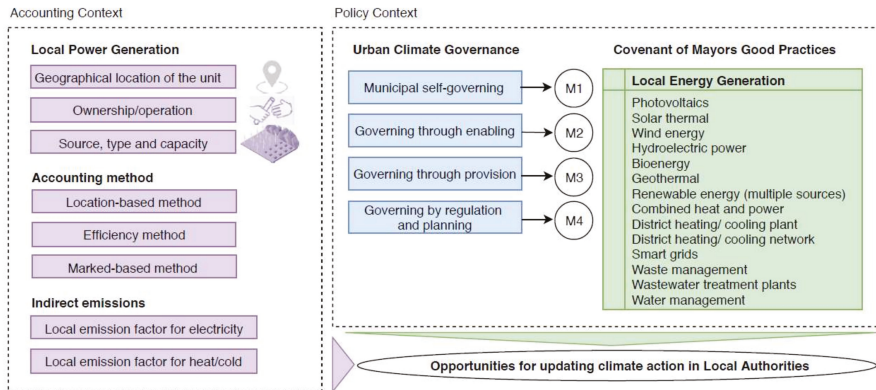 Accounting Context
Local Power Generation
Geographical location of the unit
Ownership/operation
Source, type and capacity
Accounting method
Location-based method
Efficiency method
Marked-based method
Indirect emissions
Local emission factor for electricity
Local emission factor for heat/cold
Policy Context
Urban Climate Governance
Municipal self-governing
M1
Governing through enabling
M2
Governing through provision
M3
Governing by regulation
and planning
M4
Covenant of Mayors Good Practices
Local Energy Generation
Photovoltaics
Solar thermal
Wind energy
Hydroelectric power
Bioenergy
Geothermal
Renewable energy (multiple sources)
Combined heat and power
District heating/ cooling plant
District heating/ cooling network
Smart grids
Waste management
Wastewater treatment plants
Water management
Opportunities for updating climate action in Local Authorities